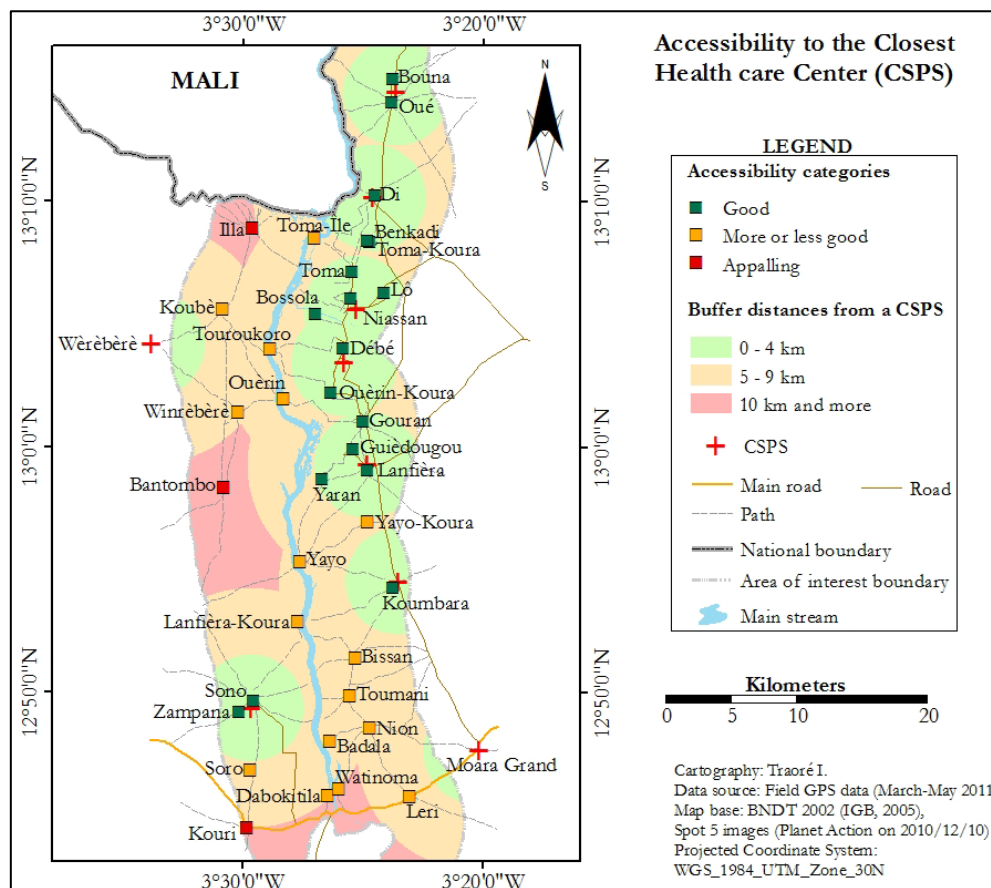 3°30'0"W
3°20'0"W
Accessibility to the Closest
Health care Center (CSPS)
MALI
N
S
Bouna
Oué
13°10'0"N
13°10'0"N
Di
Illa
Toma-Ile
Benkadi
Toma-Koura
Toma
Lô
Bossola
Koubè
Niassan
Wèrèbèrè
Touroukoro
Débé
Ouèrin
Ouèrin-Koura
Winrèbèrè
Gouran
13°0'0"N
13°0'0"N
Guièdougou
Lanfièra
Bantombo
Yaran
Yayo-Koura
Yayo
Koumbara
Lanfièra-Koura
Bissan
12°50'0"N
12°50'0"N
Sono
Toumani
Zampana
Nion
Badala
Moara Grand
Soro
Watinoma
Dabokitila
Leri
Kouri
3°30'0"W
3°20'0"W
LEGEND
Accessibility categories
Good
More or less good
Appalling
Buffer distances from a CSPS
0 - 4 km
5 - 9 km
10 km and more
CSPS
Main road
Road
Path
National boundary
Area of interest boundary
Main stream
Kilometers
0 5 10 20
Cartography: Traoré I.
Data source: Field GPS data (March-May 2011
Map base: BNDT 2002 (IGB, 2005),
Spot 5 images (Planet Action on 2010/12/10)
Projected Coordinate System:
WGS_1984_UTM_Zone_30N